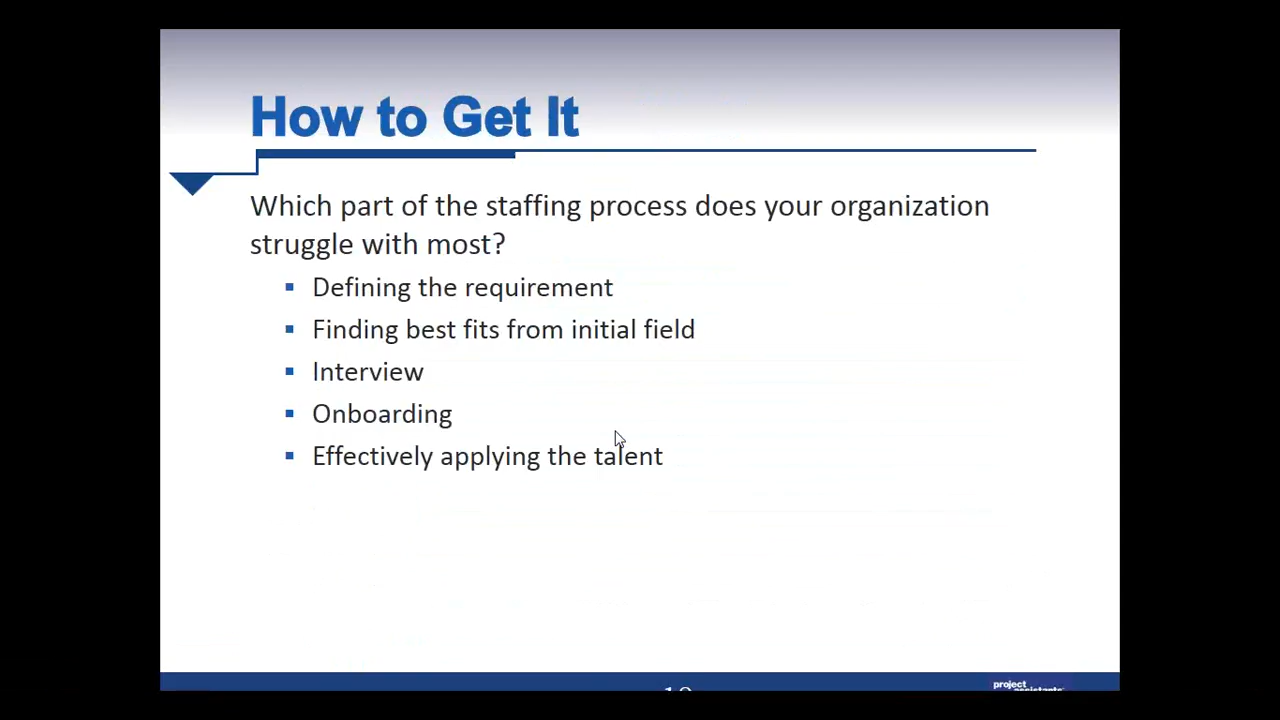 How to Get It
Which part of the staffing process does your organization
struggle with most?
Defining the requirement
Finding best fits from initial field
Interview
Onboarding
Effectively applying the talent
project